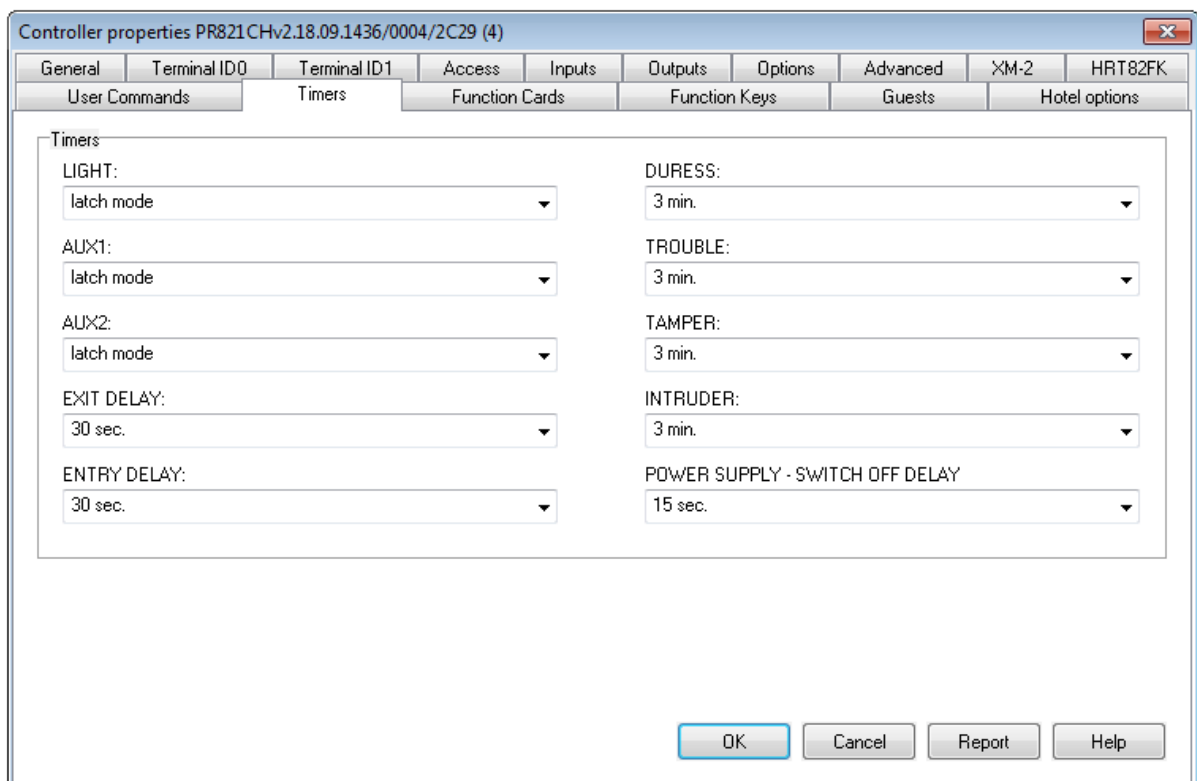 Controller properties PR821CHv2.18.09.1436/0004/2C29 (4)
General Terminal ID0 Terminal ID1 Access Inputs Outputs Options Advanced XM-2 HRT82FK
User Commands Timers Function Cards Function Keys Guests Hotel options
Timers
LIGHT: DURESS:
latch mode 3 min.
AUX1: TROUBLE:
latch mode 3 min.
AUX2: TAMPER:
latch mode 3 min.
EXIT DELAY: INTRUDER:
30 sec. 3 min.
ENTRY DELAY: POWER SUPPLY - SWITCH OFF DELAY
30 sec. 15 sec.
OK Cancel Report Help